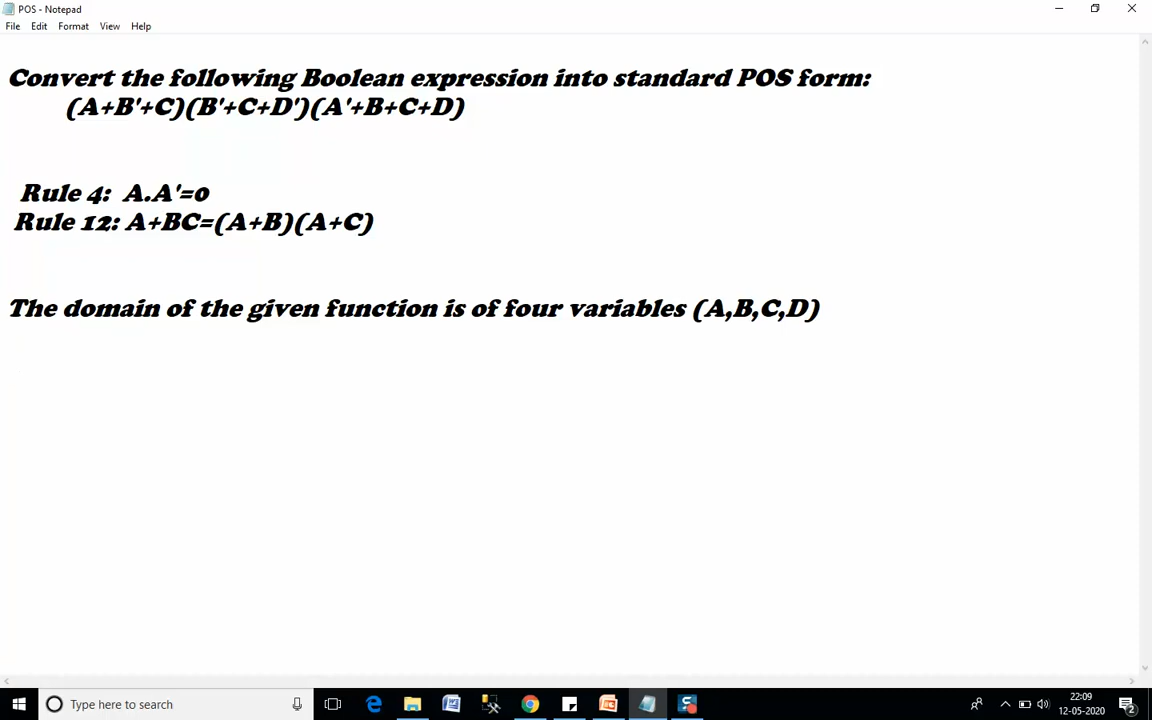 POS - Notepad
File Edit Format View Help
Convert the following Boolean expression into standard POS form:
(A+B'+C)(B'+C+D')(A'+B+C+D)
Rule 4: A.A'=0
Rule 12: A+BC=(A+B)(A+C)
The domain of the given function is of four variables (A,B,C,D)
Type here to search
22:09
12-05-2020
2